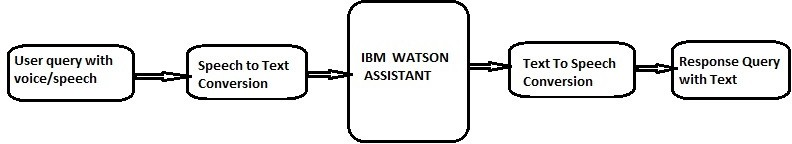 User query with
voice/speech
Speech to Text
Conversion
IBM WATSON
ASSISTANT
Text To Speech
Conversion
Response Query
with Text